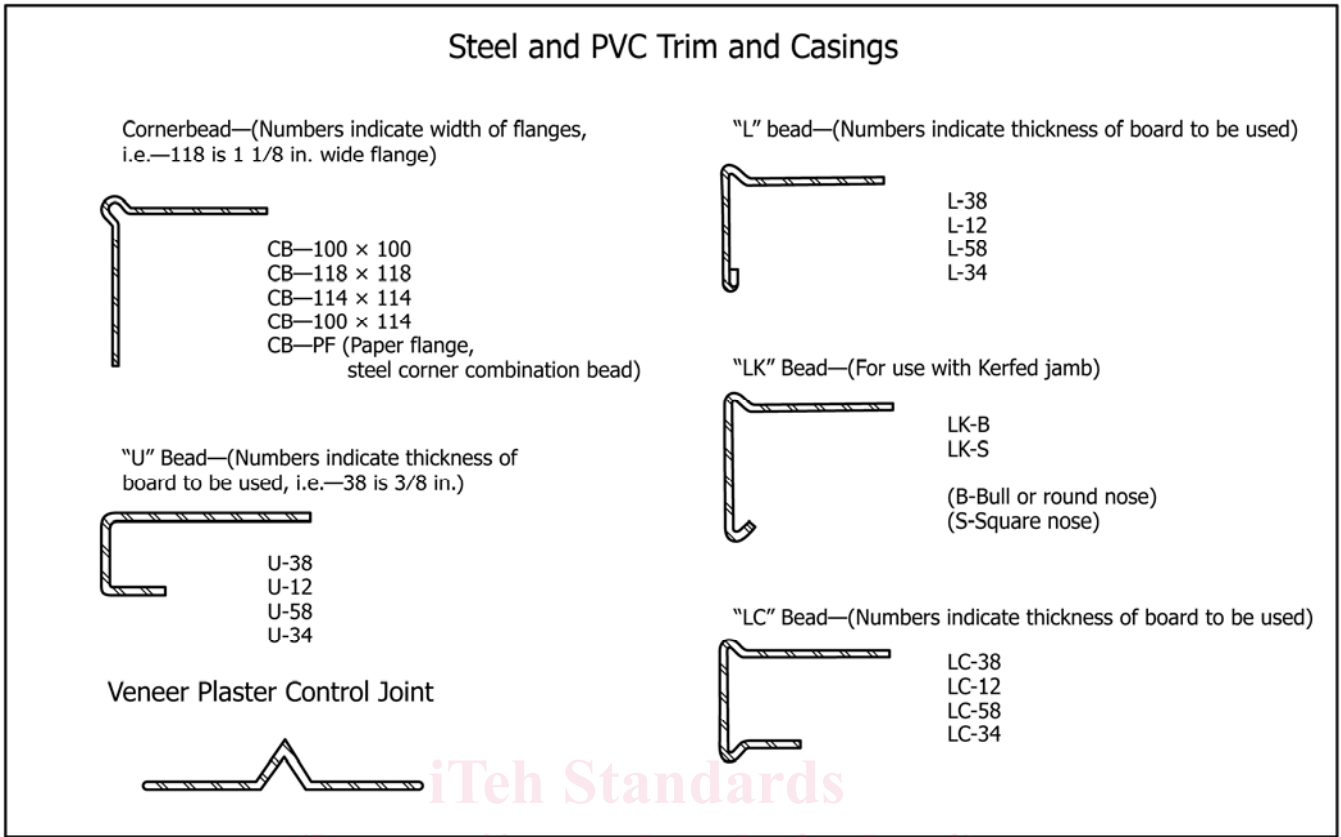 Steel and PVC Trim and Casings
Cornerbead—(Numbers indicate width of flanges,
i.e.—118 is 1 1/8 in. wide flange)
CB—100 × 100
CB—118 × 118
CB—114 × 114
CB—100 × 114
CB—PF (Paper flange,
steel corner combination bead)
"U" Bead—(Numbers indicate thickness of
board to be used, i.e.—38 is 3/8 in.)
U-38
U-12
U-58
U-34
Veneer Plaster Control Joint
"L" bead—(Numbers indicate thickness of board to be used)
L-38
L-12
L-58
L-34
"LK" Bead—(For use with Kerfed jamb)
LK-B
LK-S
(B-Bull or round nose)
(S-Square nose)
"LC" Bead—(Numbers indicate thickness of board to be used)
LC-38
LC-12
LC-58
LC-34
iTeh Standards